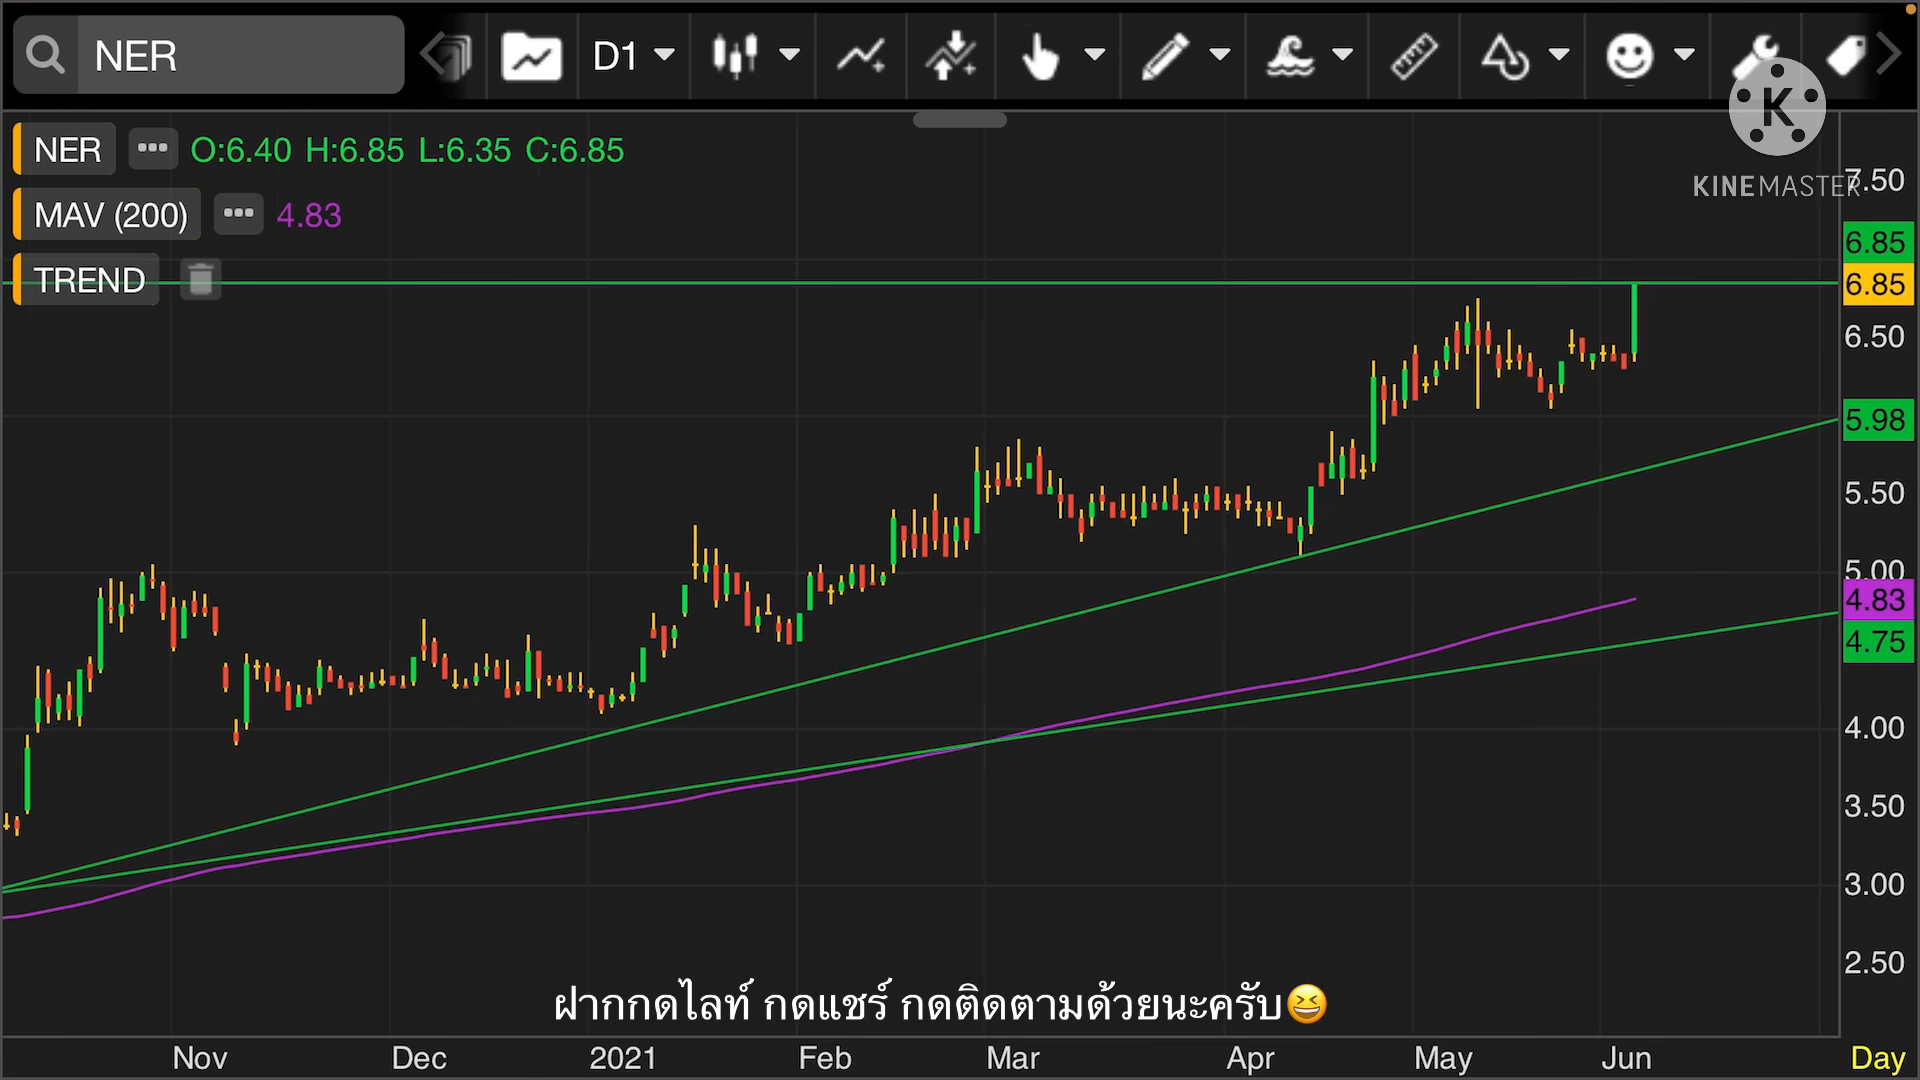 NER
D1
K
KINEMASTER
NER ••• O:6.40 H:6.85 L:6.35 C:6.85
MAV (200) ••• 4.83
TREND
7.50
6.85
6.85
6.50
5.98
5.50
5.00
4.83
4.75
4.00
3.50
3.00
2.50
ฝากกดไลท์ กดแชร์ กดติดตามด้วยนะครับ😆
Nov Dec 2021 Feb Mar Apr May Jun Day